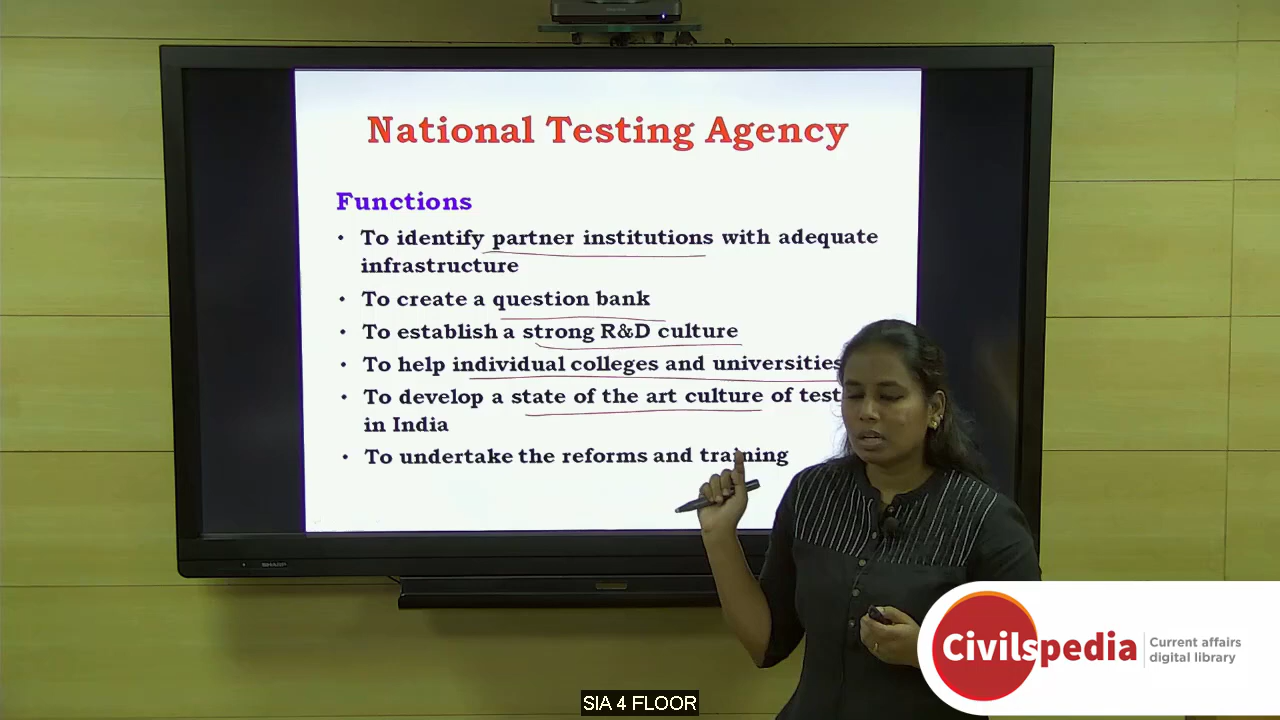 National Testing Agency
Functions
• To identify partner institutions with adequate
infrastructure
• To create a question bank
• To establish a strong R&D culture
• To help individual colleges and universities
• To develop a state of the art culture of
in India
• To undertake the reforms and training
SHARP
Civilspedia
Current affairs
digital library
SIA 4 FLOOR